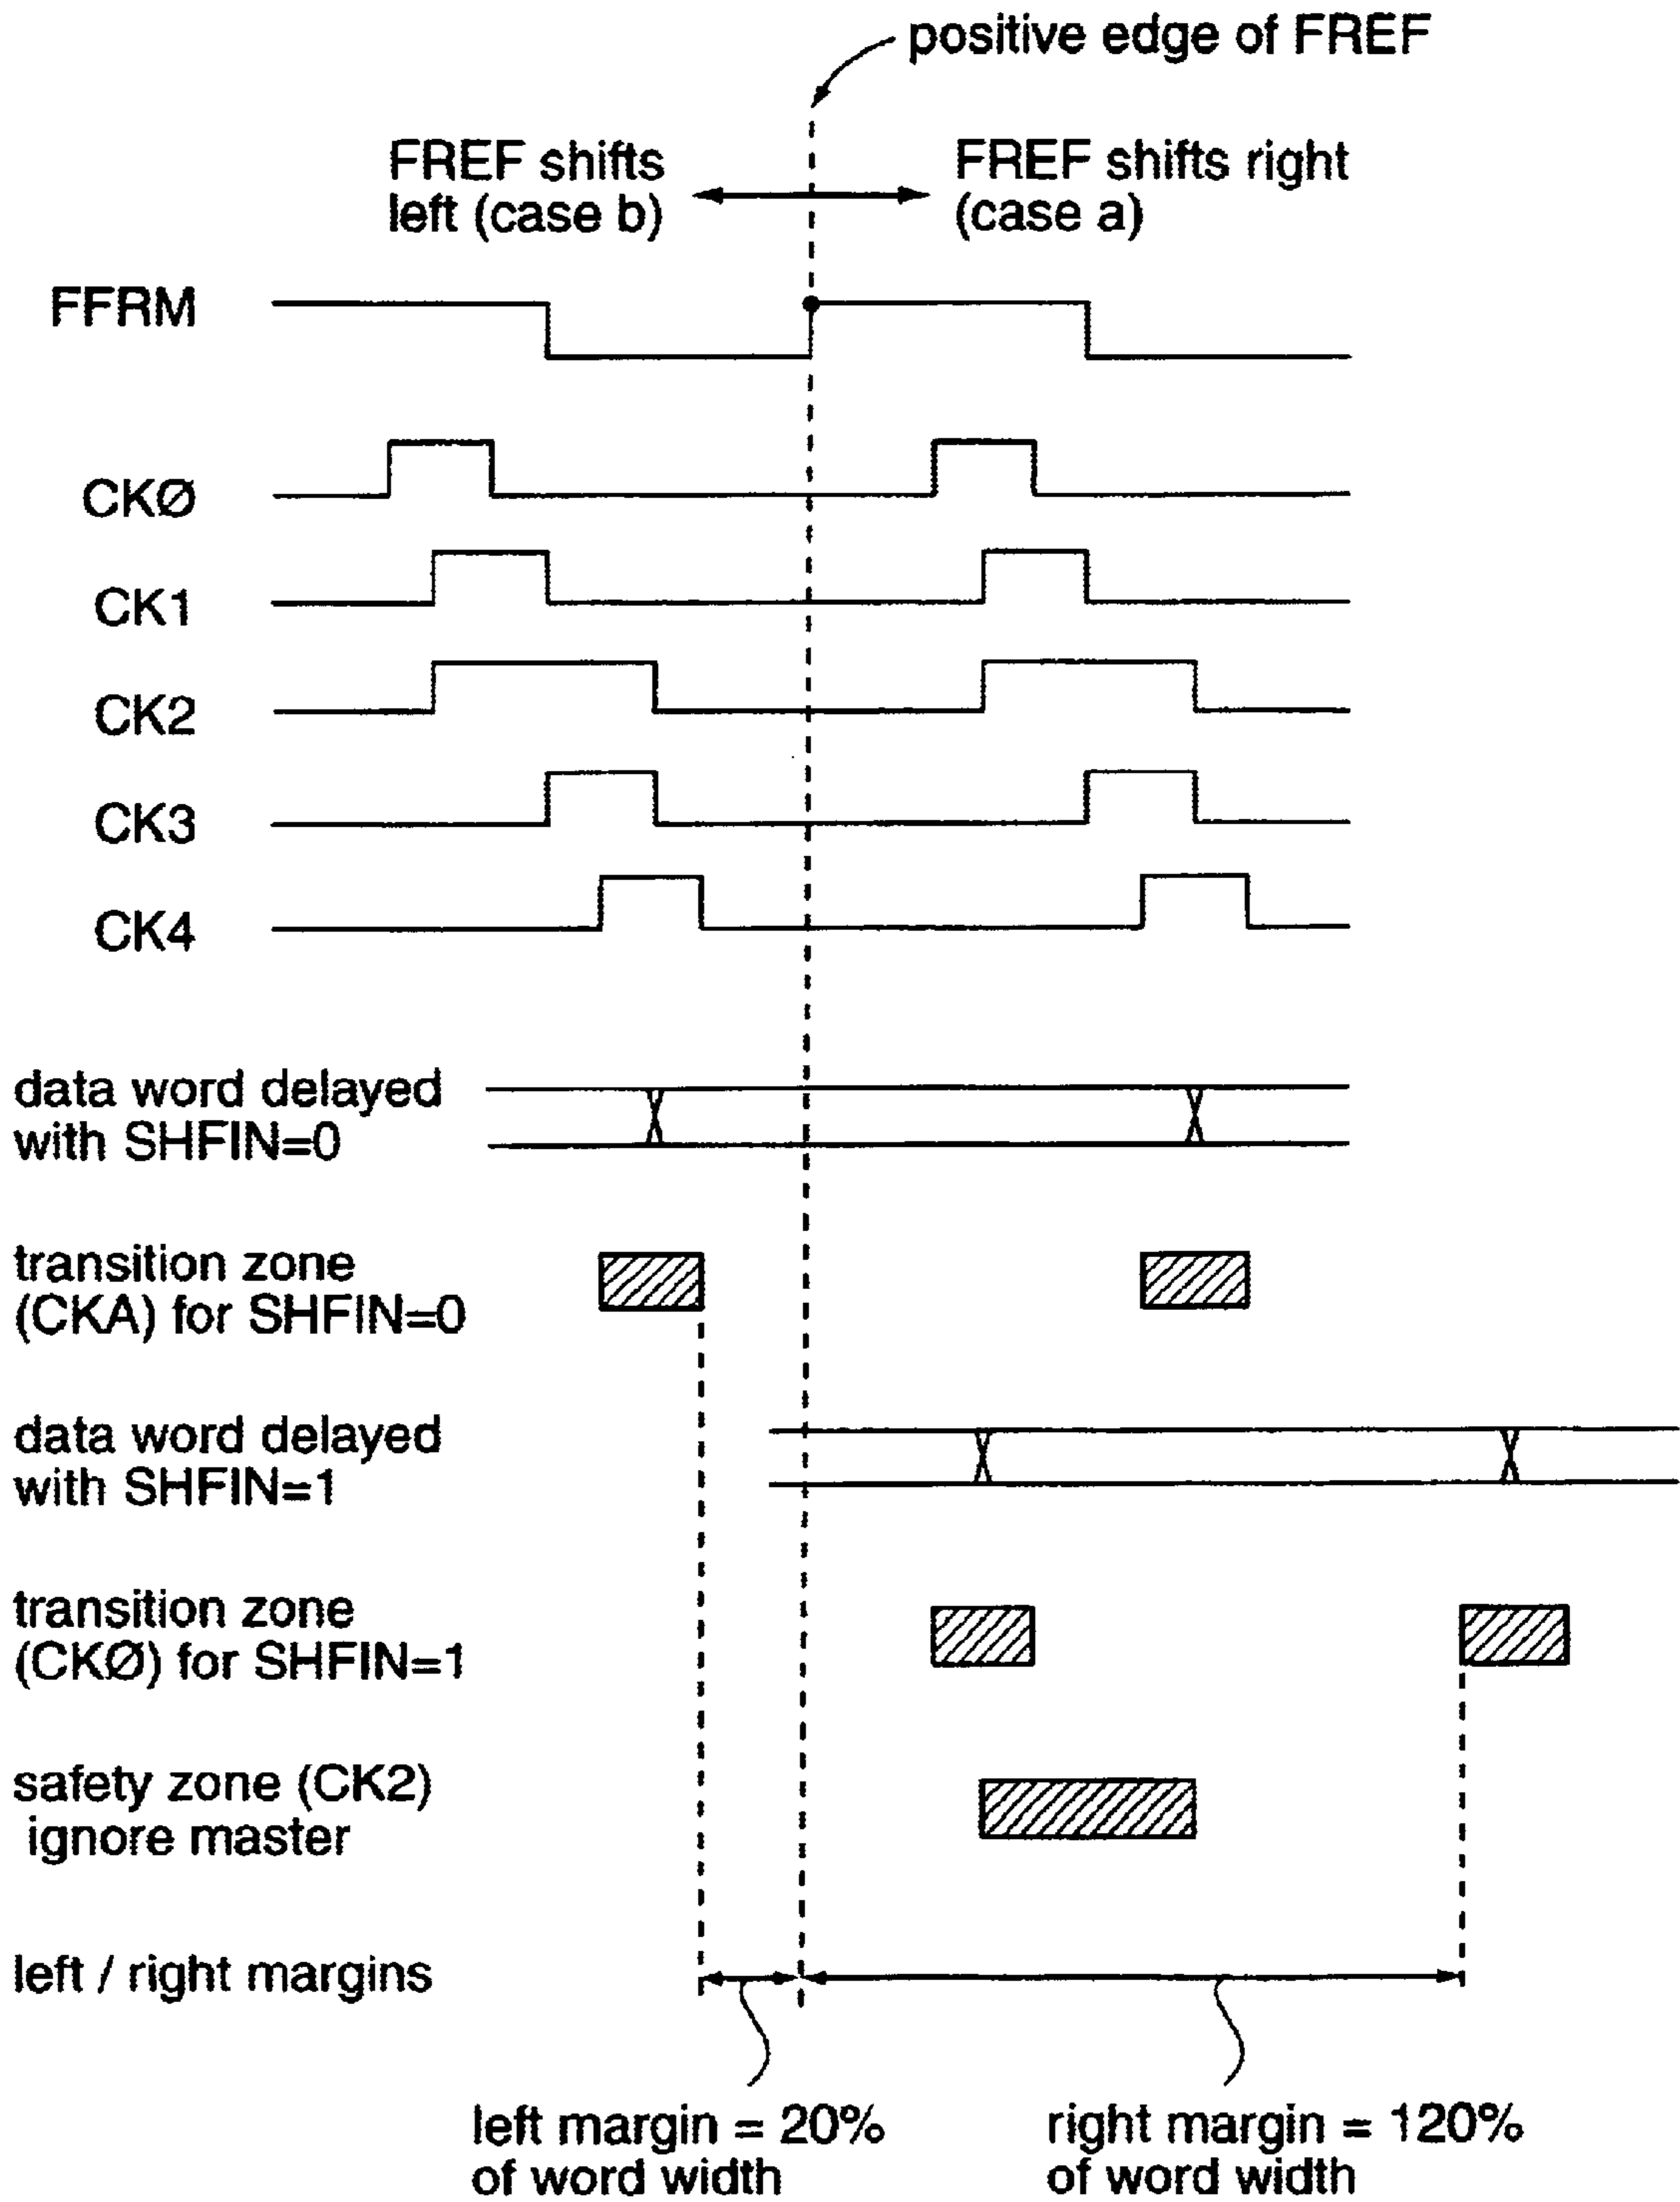 positive edge of FREF
FREF shifts
left (case b)
FREF shifts right
(case a)
FFRM
CKØ
CK1
CK2
CK3
CK4
data word delayed
with SHFIN=0
transition zone
(CKA) for SHFIN=0
data word delayed
with SHFIN=1
transition zone
(CKØ) for SHFIN=1
safety zone (CK2)
ignore master
left / right margins
left margin = 20%
of word width
right margin = 120%
of word width